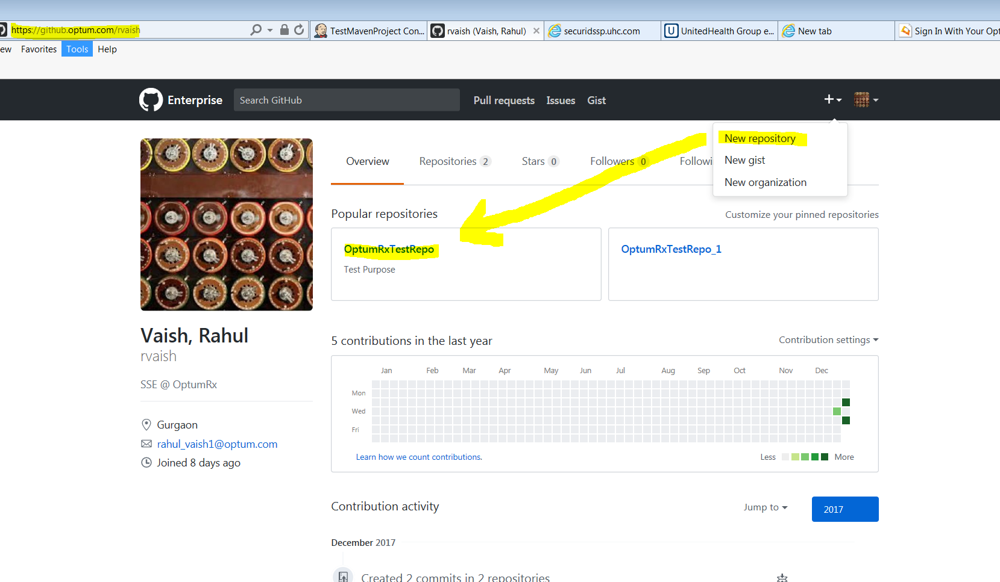 https://github.optum.com/rvaish
TestMavenProject Con...
rvaish (Vaish, Rahul)
securidssp.uhc.com
UnitedHealth Group e...
New tab
Sign In With Your Opt
ew Favorites Tools Help
Enterprise
Search GitHub
Pull requests Issues Gist
New repository
New gist
New organization
Overview Repositories 2 Stars 0 Followers 0 Followi
Popular repositories
Customize your pinned repositories
OptumRxTestRepo
Test Purpose
OptumRxTestRepo_1
Vaish, Rahul
rvaish
SSE @ OptumRx
Gurgaon
rahul_vaish1@optum.com
Joined 8 days ago
5 contributions in the last year
Contribution settings
Jan Feb Mar Apr May Jun Jul Aug Sep Oct Nov Dec
Mon
Wed
Fri
Learn how we count contributions.
Less More
Contribution activity
Jump to
2017
December 2017
Created 2 commits in 2 repositories